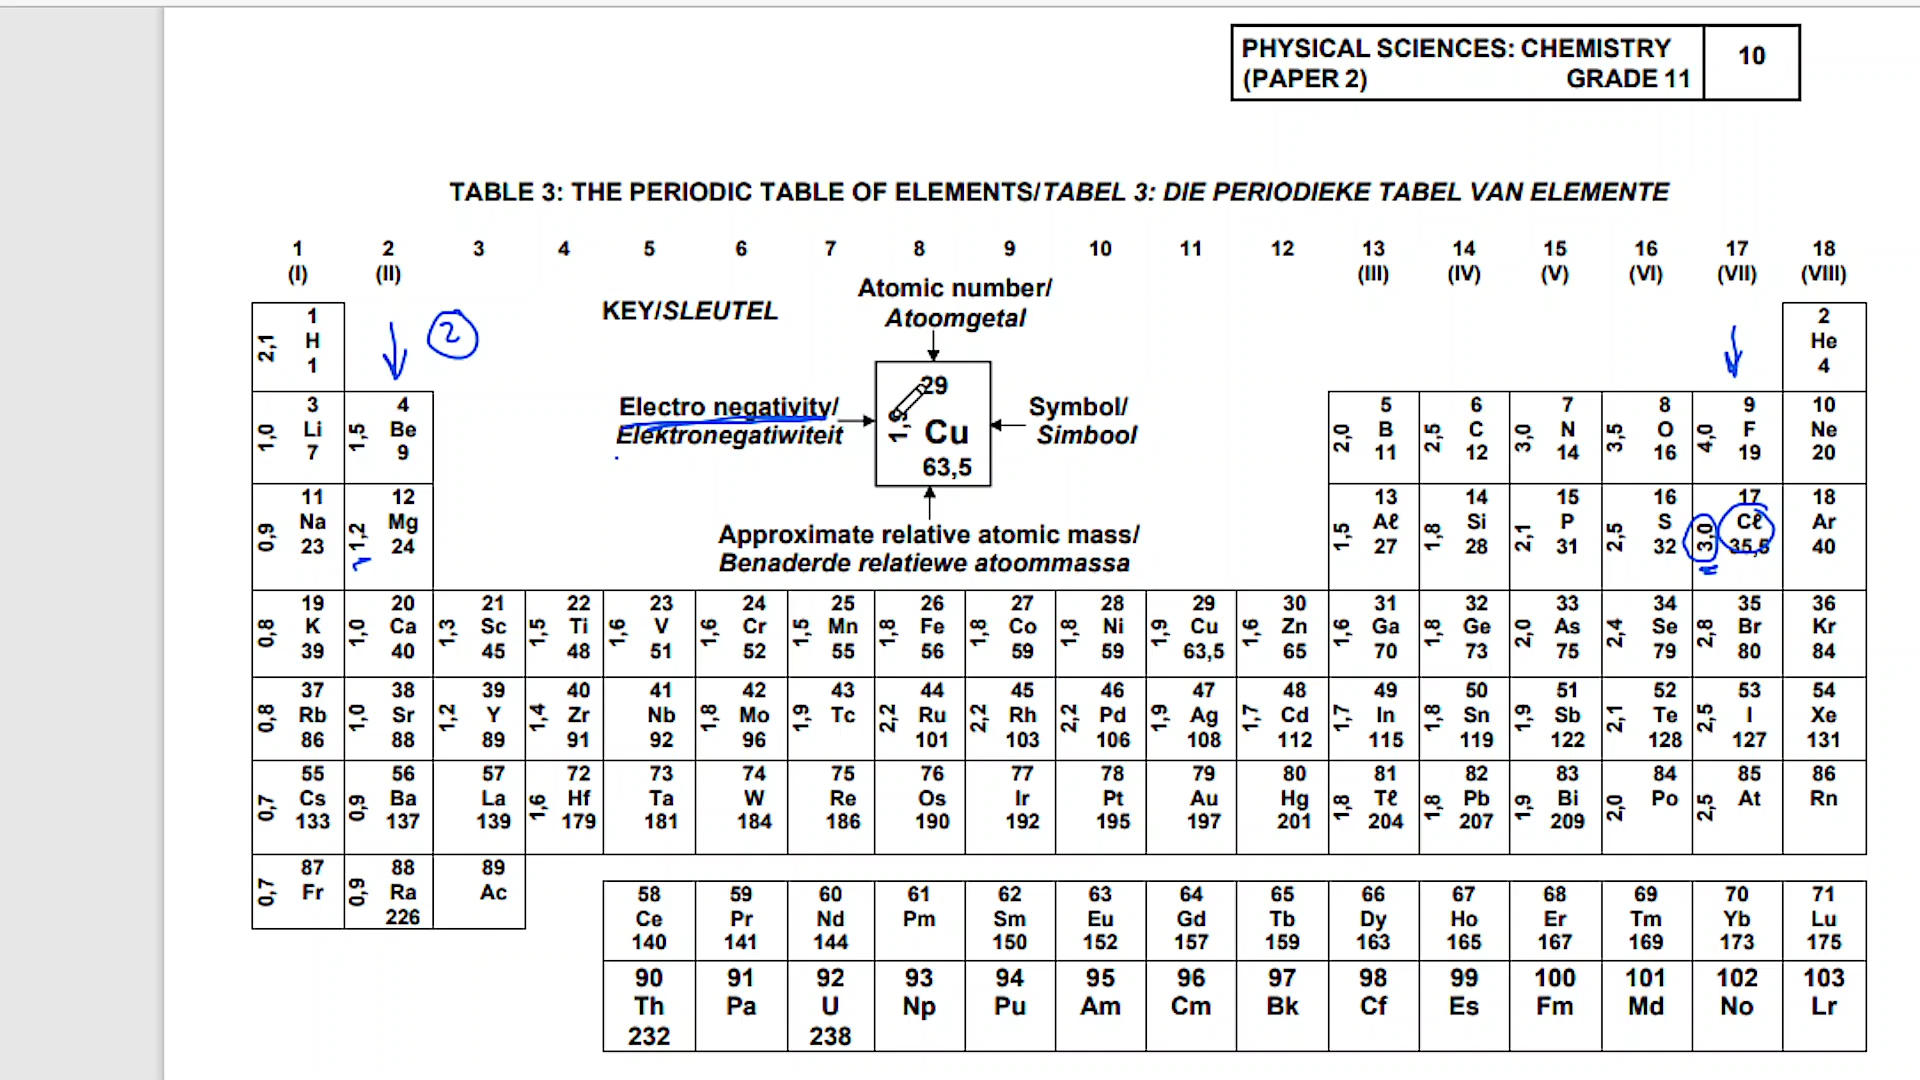 PHYSICAL SCIENCES: CHEMISTRY
(PAPER 2) GRADE 11
10
TABLE 3: THE PERIODIC TABLE OF ELEMENTS/TABEL 3: DIE PERIODIEKE TABEL VAN ELEMENTE
1 2 3 4 5 6 7 8 9 10 11 12 13 14 15 16 17 18
(I) (II) (III) (IV) (V) (VI) (VII) (VIII)
KEY/SLEUTEL
Atomic number/
Atoomgetal
2
Electro negativity/
Elektronegatiwiteit
29
Cu
63,5
Symbol/
Simbool
Approximate relative atomic mass/
Benaderde relatiewe atoommassa
1 2
2,1 H He
1 4
3 4 5 6 7 8 9 10
1,0 Li 1,5 Be 2,0 B 2,5 C 3,0 N 3,5 O 4,0 F Ne
7 9 11 12 14 16 19 20
11 12 13 14 15 16 17 18
0,9 Na 1,2 Mg 1,5 Aℓ 1,8 Si 2,1 P 2,5 S 3,0 Cℓ Ar
23 24 27 28 31 32 35,5 40
19 20 21 22 23 24 25 26 27 28 29 30 31 32 33 34 35 36
0,8 K 1,0 Ca 1,3 Sc 1,5 Ti 1,6 V 1,6 Cr 1,5 Mn 1,8 Fe 1,8 Co 1,8 Ni 1,9 Cu 1,6 Zn 1,6 Ga 1,8 Ge 2,0 As 2,4 Se 2,8 Br Kr
39 40 45 48 51 52 55 56 59 59 63,5 65 70 73 75 79 80 84
37 38 39 40 41 42 43 44 45 46 47 48 49 50 51 52 53 54
0,8 Rb 1,0 Sr 1,2 Y 1,4 Zr Nb 1,8 Mo 1,9 Tc 2,2 Ru 2,2 Rh 2,2 Pd 1,9 Ag 1,7 Cd 1,7 In 1,8 Sn 1,9 Sb 2,1 Te 2,5 I Xe
86 88 89 91 92 96 101 103 106 108 112 115 119 122 128 127 131
55 56 57 72 73 74 75 76 77 78 79 80 81 82 83 84 85 86
0,7 Cs 0,9 Ba La 1,6 Hf Ta W Re Os Ir Pt Au Hg 1,8 Tℓ 1,8 Pb 1,9 Bi 2,0 Po 2,5 At Rn
133 137 139 179 181 184 186 190 192 195 197 201 204 207 209
87 88 89
0,7 Fr 0,9 Ra Ac
226
58 59 60 61 62 63 64 65 66 67 68 69 70 71
Ce Pr Nd Pm Sm Eu Gd Tb Dy Ho Er Tm Yb Lu
140 141 144 150 152 157 159 163 165 167 169 173 175
90 91 92 93 94 95 96 97 98 99 100 101 102 103
Th Pa U Np Pu Am Cm Bk Cf Es Fm Md No Lr
232 238